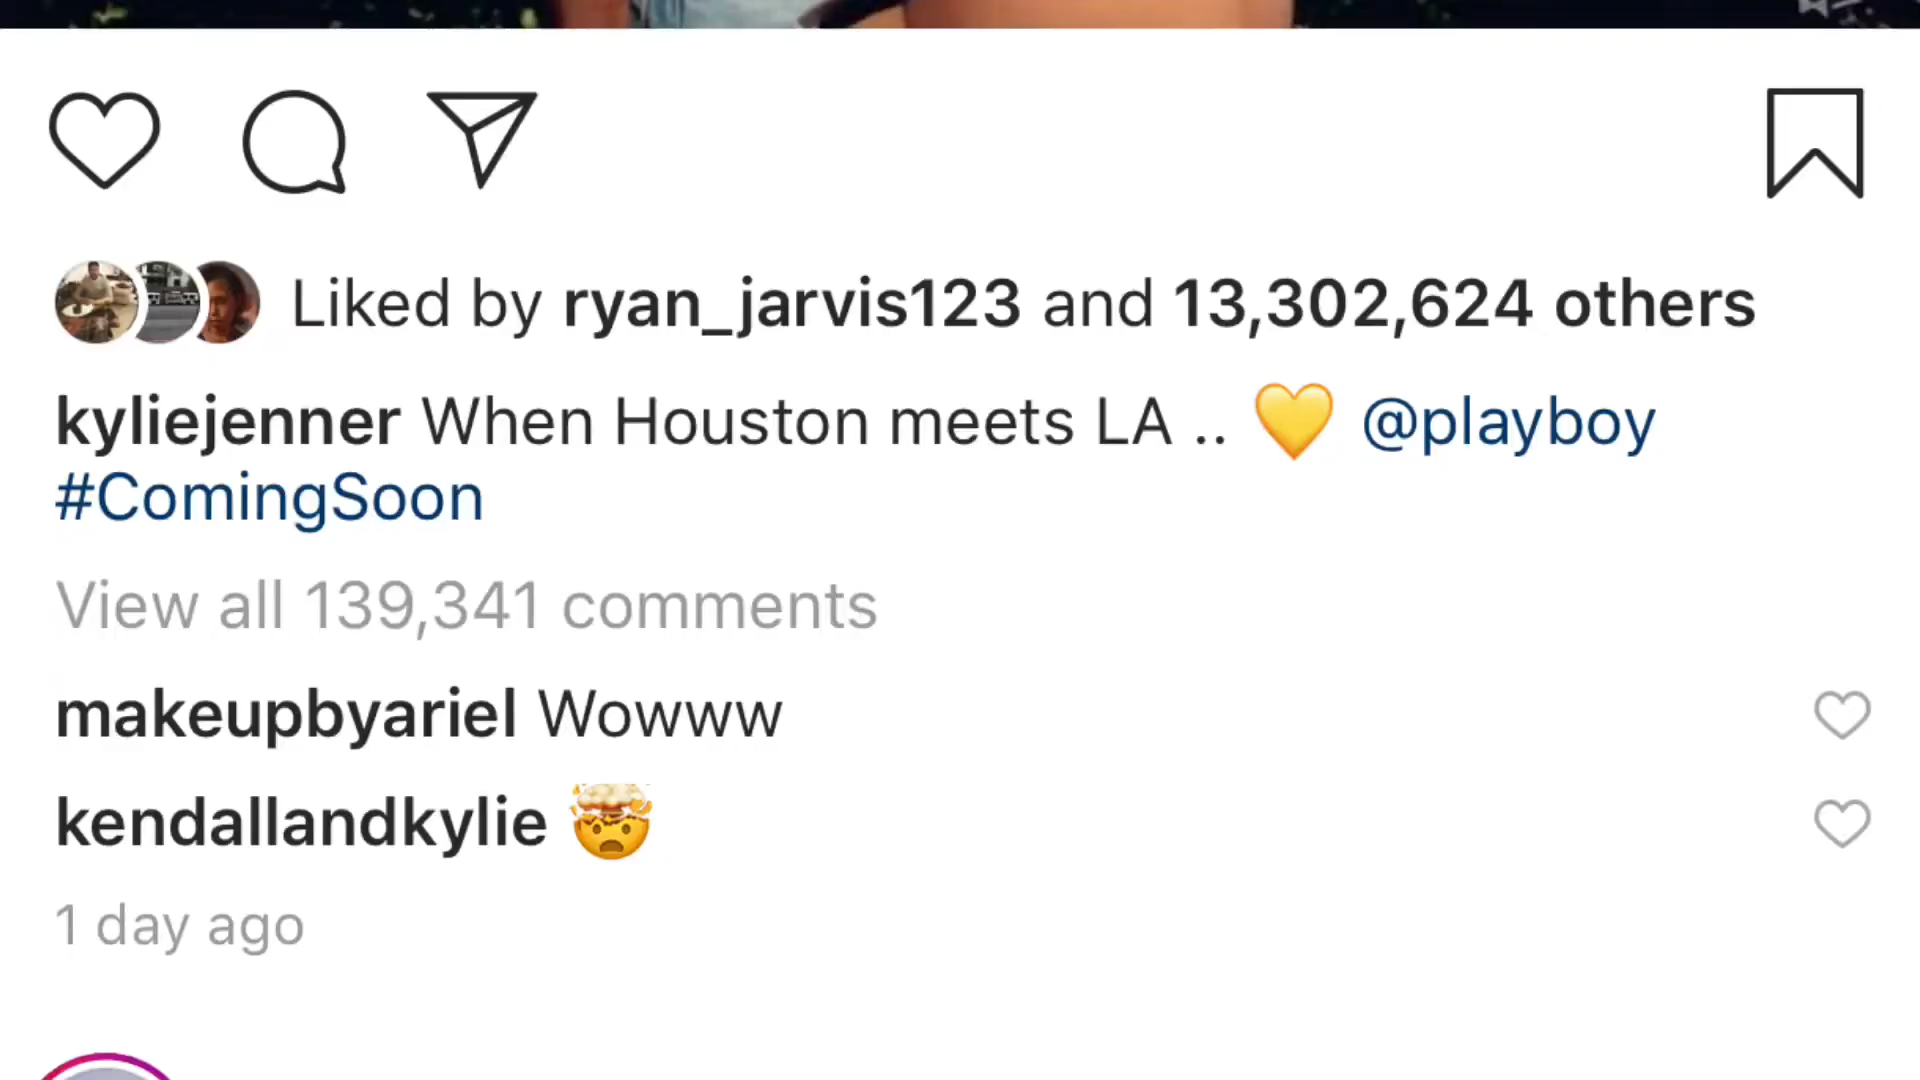 Liked by ryan_jarvis123 and 13,302,624 others
kyliejenner When Houston meets LA .. 💛 @playboy
#ComingSoon
View all 139,341 comments
makeupbyariel Wowww
kendallandkylie 🤯
1 day ago